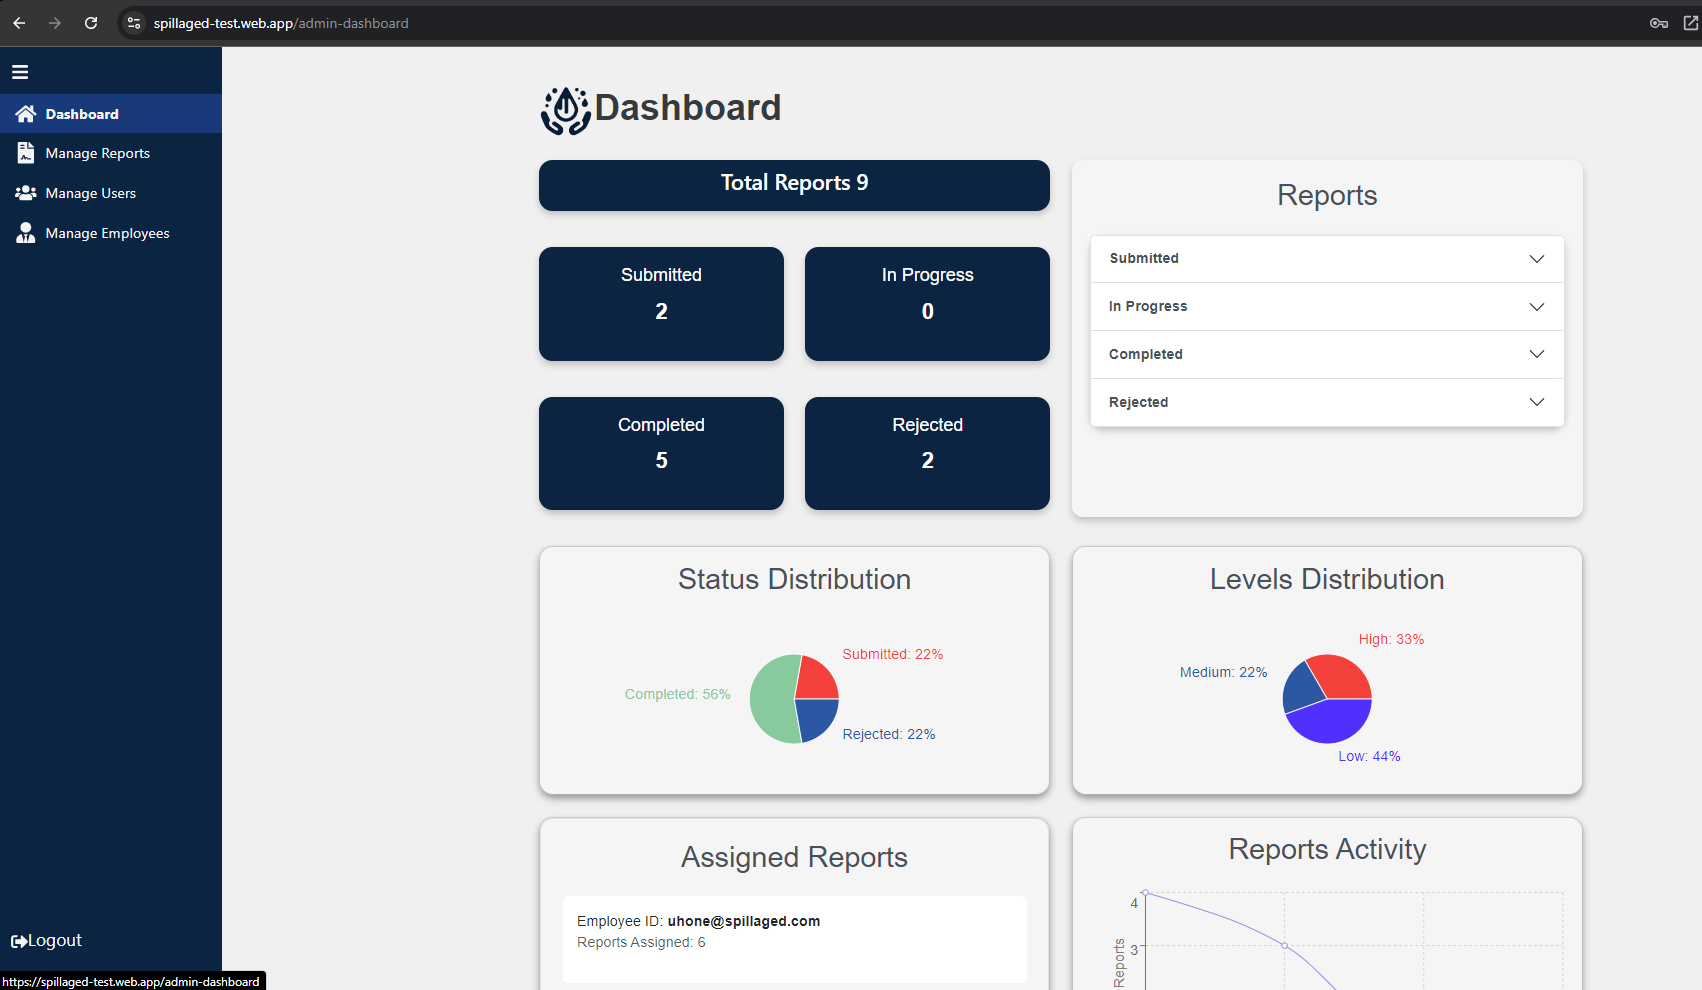 spillaged-test.web.app/admin-dashboard
Dashboard
Manage Reports
Manage Users
Manage Employees
Logout
https://spillaged-test.web.app/admin-dashboard
Dashboard
Total Reports 9
Submitted
2
In Progress
0
Completed
5
Rejected
2
Reports
Submitted
In Progress
Completed
Rejected
Status Distribution
Submitted: 22%
Completed: 56%
Rejected: 22%
Levels Distribution
High: 33%
Medium: 22%
Low: 44%
Assigned Reports
Employee ID: uhone@spillaged.com
Reports Assigned: 6
Reports Activity
4
3
Reports